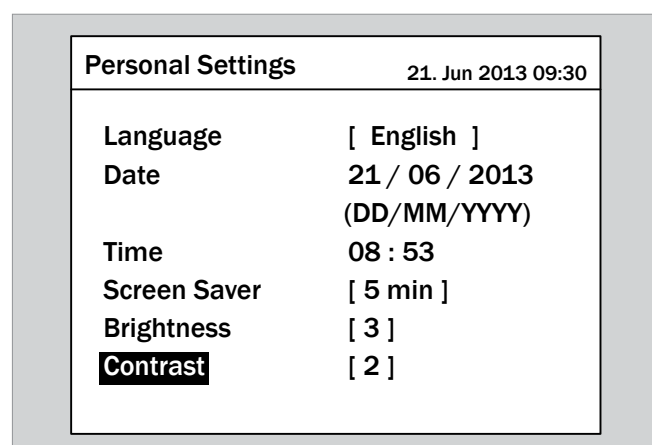 Personal Settings 21. Jun 2013 09:30
Language [ English ]
Date 21 / 06 / 2013
(DD/MM/YYYY)
Time 08 : 53
Screen Saver [ 5 min ]
Brightness [ 3 ]
Contrast [ 2 ]